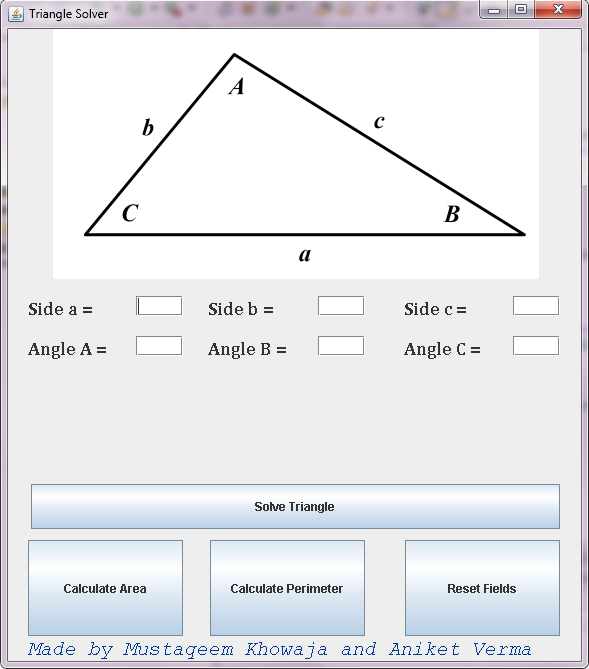 Triangle Solver
A
b
c
C
B
a
Side a =
Side b =
Side c =
Angle A =
Angle B =
Angle C =
Solve Triangle
Calculate Area
Calculate Perimeter
Reset Fields
Made by Mustaqeem Khowaja and Aniket Verma